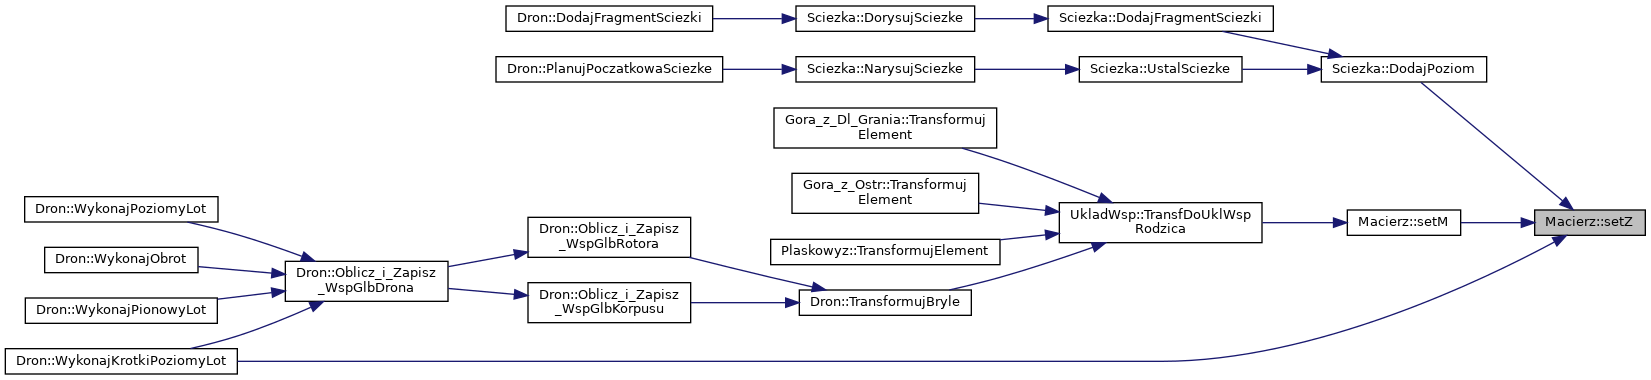 Dron::DodajFragmentSciezki
Sciezka::DorysujSciezke
Sciezka::DodajFragmentSciezki
Dron::PlanujPoczatkowaSciezke
Sciezka::NarysujSciezke
Sciezka::UstalSciezke
Sciezka::DodajPoziom
Gora_z_Dl_Grania::Transformuj
Element
Gora_z_Ostr::Transformuj
Element
UkladWsp::TransfDoUklWsp
Rodzica
Macierz::setM
Macierz::setZ
Plaskowyz::TransformujElement
Dron::WykonajPoziomyLot
Dron::Oblicz_i_Zapisz
_WspGlbRotora
Dron::WykonajObrot
Dron::Oblicz_i_Zapisz
_WspGlbDrona
Dron::Oblicz_i_Zapisz
_WspGlbKorpusu
Dron::TransformujBryle
Dron::WykonajPionowyLot
Dron::WykonajKrotkiPoziomyLot